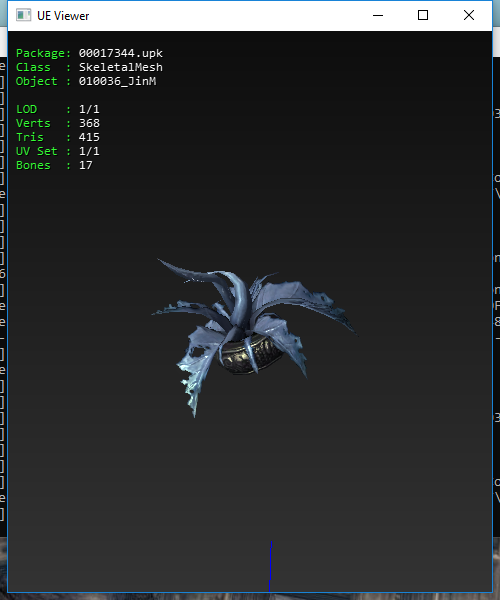 UE Viewer
Package: 00017344.upk
Class  : SkeletalMesh
Object : 010036_JinM
LOD    : 1/1
Verts  : 368
Tris   : 415
UV Set : 1/1
Bones  : 17